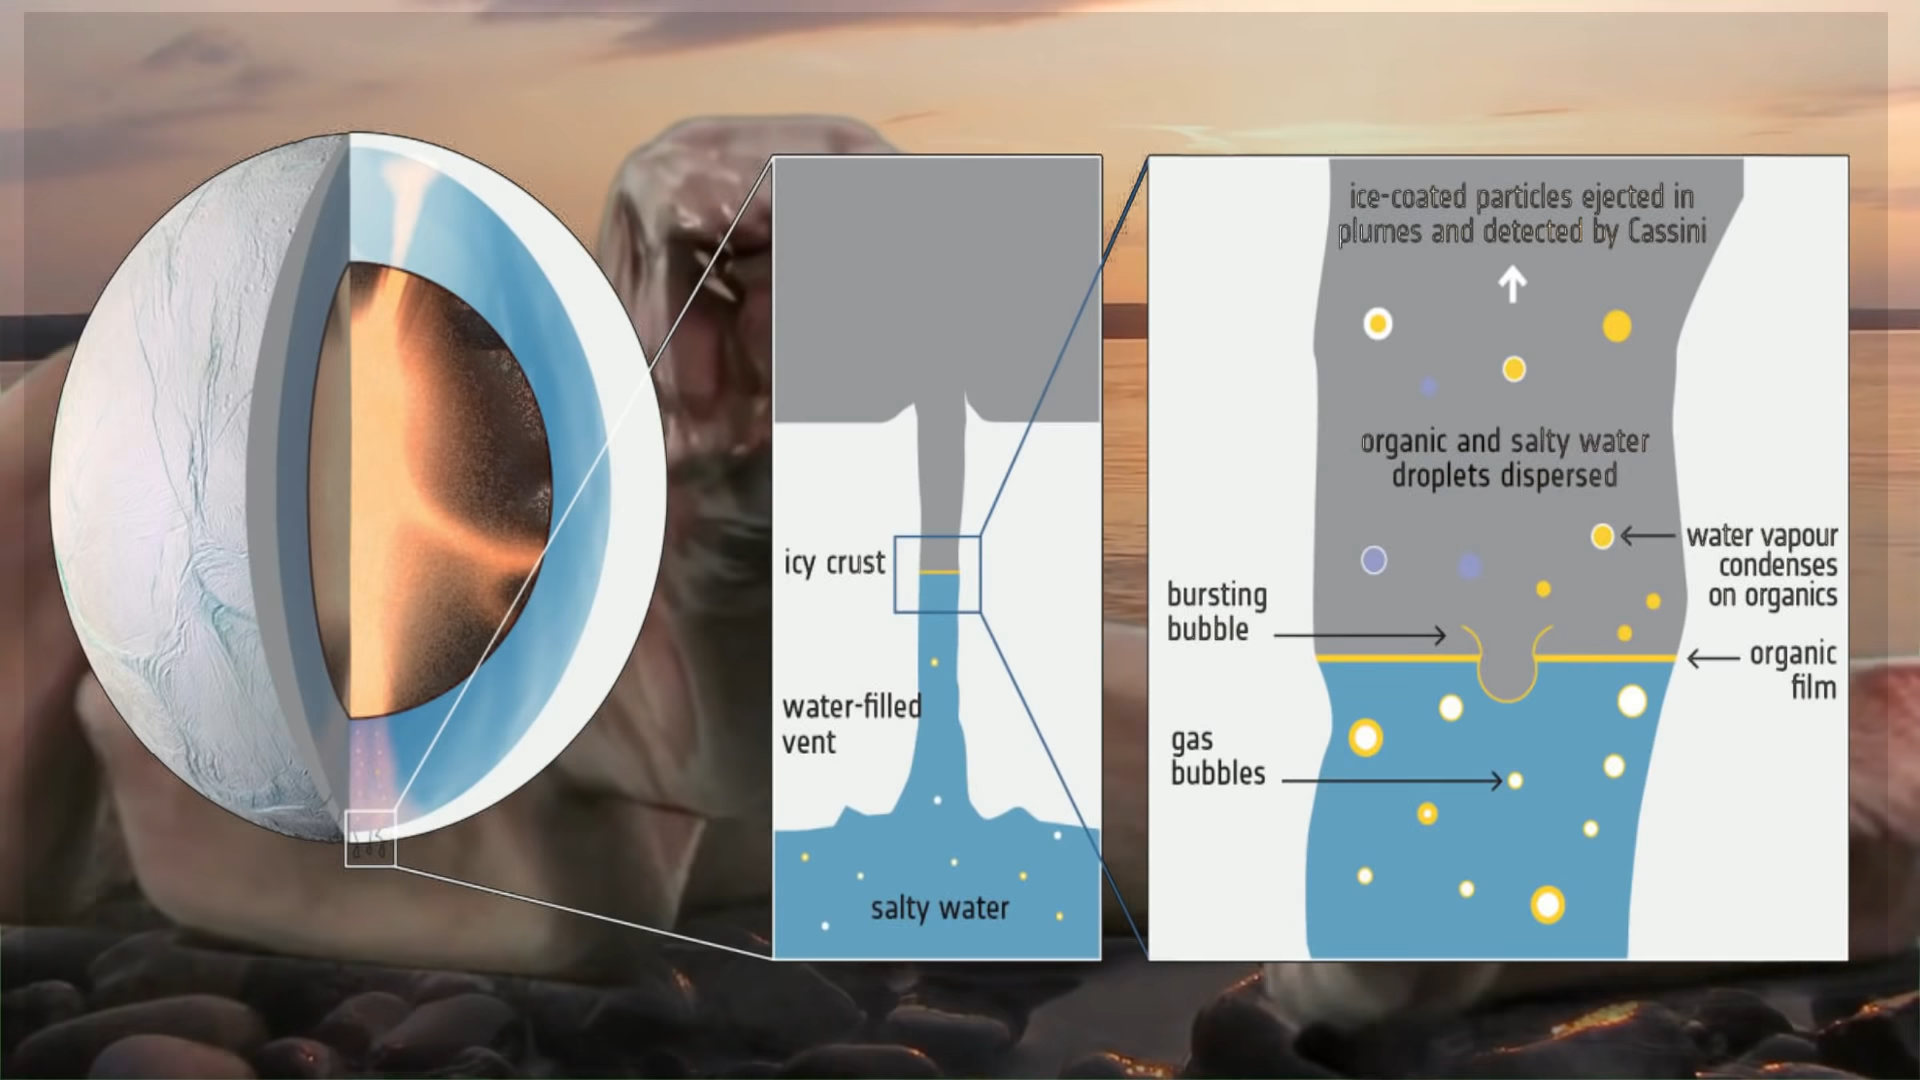 ice-coated particles ejected in
plumes and detected by Cassini
organic and salty water
droplets dispersed
icy crust
water-filled
vent
salty water
bursting
bubble
gas
bubbles
water vapour
condenses
on organics
organic
film